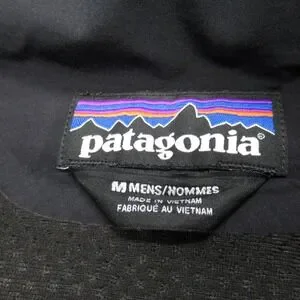 patagonia®
M MENS/HOMMES
MADE IN VIETNAM
FABRIQUÉ AU VIETNAM